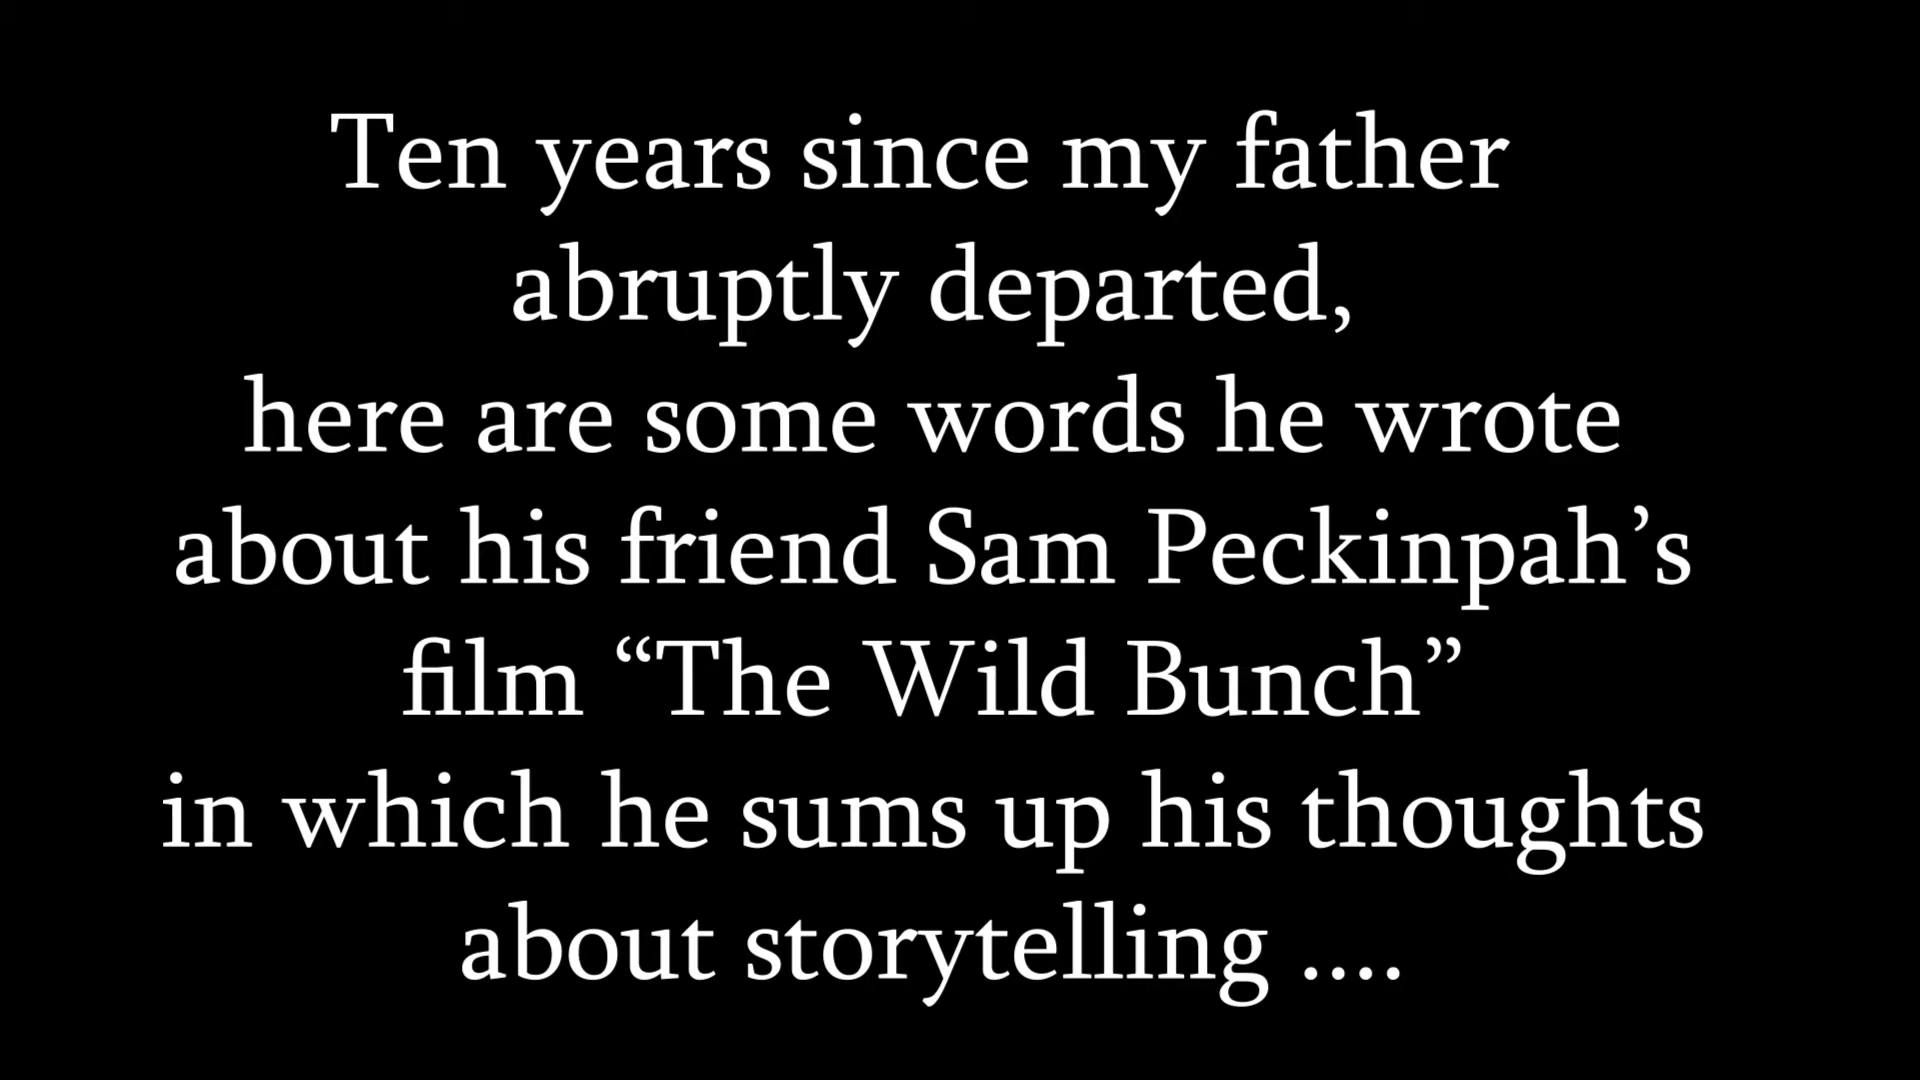 Ten years since my father
abruptly departed,
here are some words he wrote
about his friend Sam Peckinpah’s
film “The Wild Bunch”
in which he sums up his thoughts
about storytelling ....